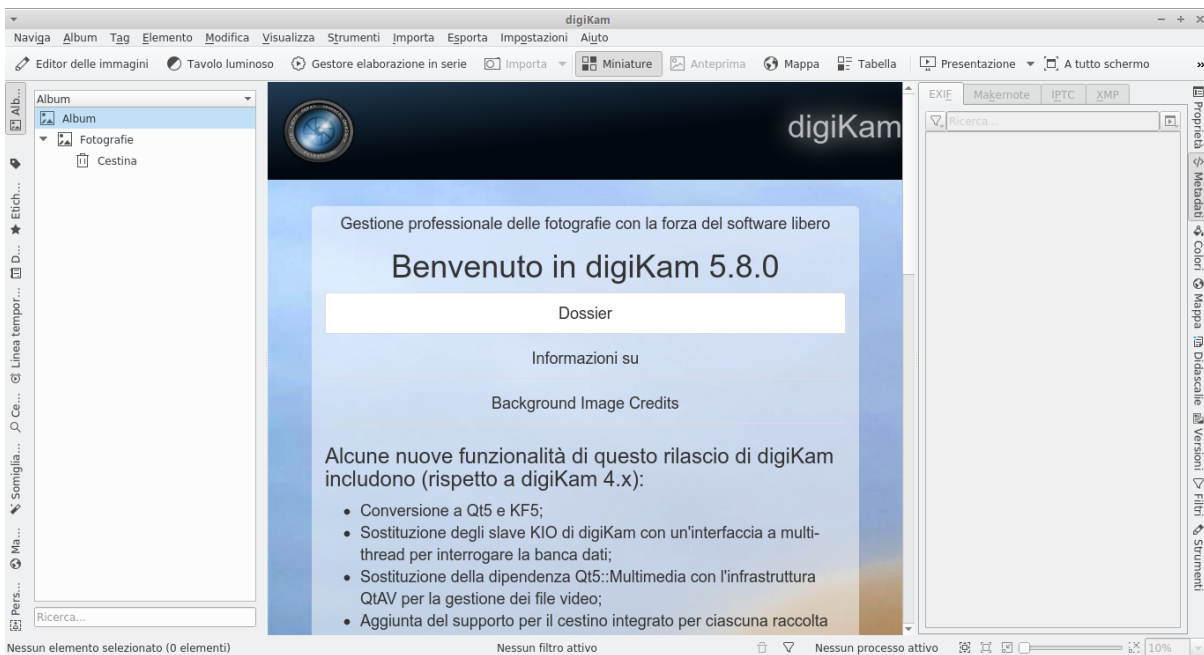 digiKam
Naviga Album Tag Elemento Modifica Visualizza Strumenti Importa Esporta Impostazioni Aiuto
Editor delle immagini Tavolo luminoso Gestore elaborazione in serie Importa Miniature Anteprima Mappa Tabella Presentazione A tutto schermo »
Alb...
Etich...
D...
Linea tempor...
Ce...
Somiglia...
Ma...
Pers...
Album
Album
Fotografie
Cestina
Ricerca...
digiKam
Gestione professionale delle fotografie con la forza del software libero
Benvenuto in digiKam 5.8.0
Dossier
Informazioni su
Background Image Credits
Alcune nuove funzionalità di questo rilascio di digiKam
includono (rispetto a digiKam 4.x):
• Conversione a Qt5 e KF5;
• Sostituzione degli slave KIO di digiKam con un'interfaccia a multi-
thread per interrogare la banca dati;
• Sostituzione della dipendenza Qt5::Multimedia con l'infrastruttura
QtAV per la gestione dei file video;
• Aggiunta del supporto per il cestino integrato per ciascuna raccolta
EXIF Makernote IPTC XMP
Ricerca...
Proprietà
Metadati
Colori
Mappa
Didascalie
Versioni
Filtri
Strumenti
Nessun elemento selezionato (0 elementi) Nessun filtro attivo Nessun processo attivo 10%